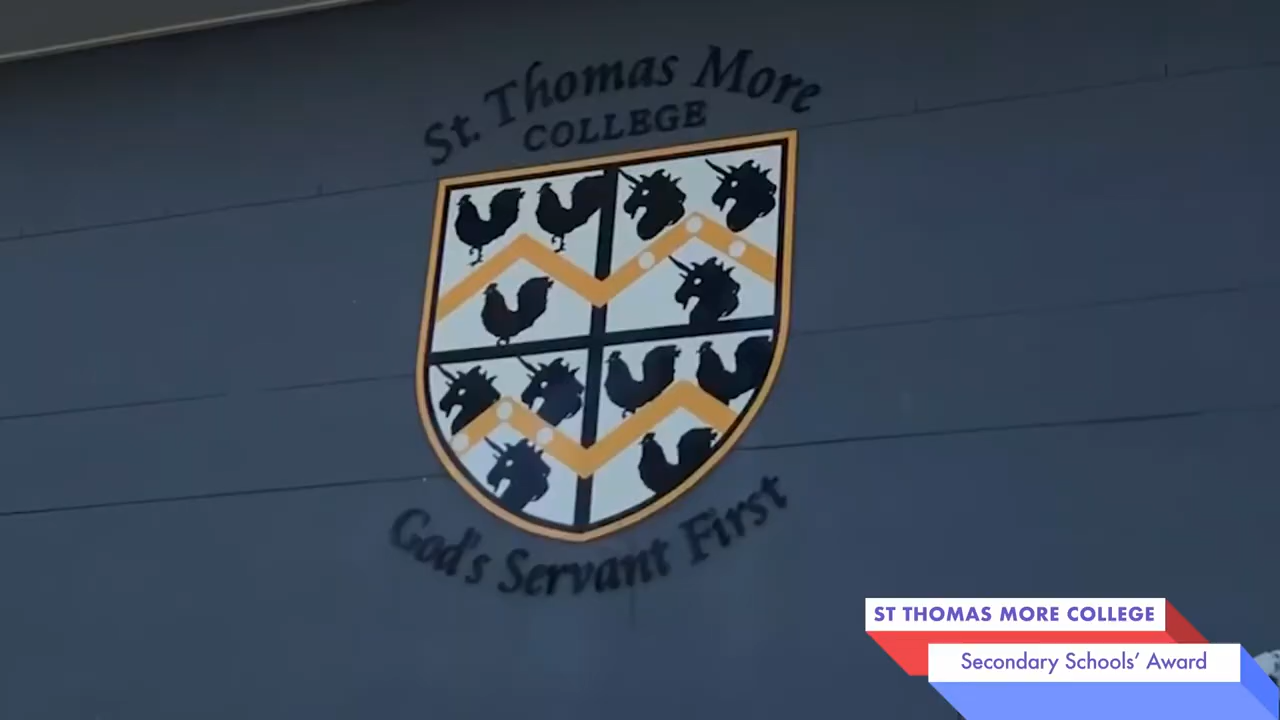 St. Thomas More
COLLEGE
God's Servant First
ST THOMAS MORE COLLEGE
Secondary Schools’ Award